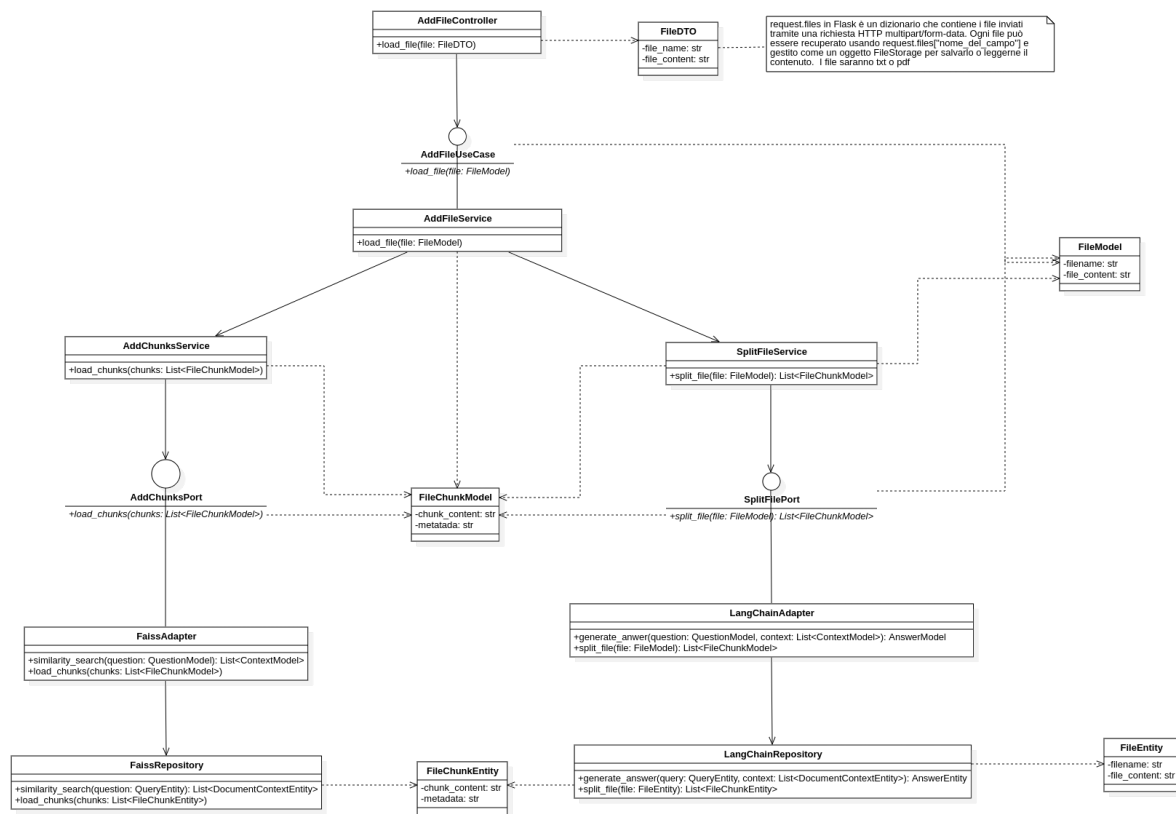 AddFileController
+load_file(file: FileDTO)
FileDTO
-file_name: str
-file_content: str
request.files in Flask è un dizionario che contiene i file inviati
tramite una richiesta HTTP multipart/form-data. Ogni file può
essere recuperato usando request.files["nome_del_campo"] e
gestito come un oggetto FileStorage per salvarlo o leggerne il
contenuto.  I file saranno txt o pdf
AddFileUseCase
+load_file(file: FileModel)
AddFileService
+load_file(file: FileModel)
FileModel
-filename: str
-file_content: str
AddChunksService
+load_chunks(chunks: List<FileChunkModel>)
SplitFileService
+split_file(file: FileModel): List<FileChunkModel>
AddChunksPort
+load_chunks(chunks: List<FileChunkModel>)
FileChunkModel
-chunk_content: str
-metatada: str
SplitFilePort
+split_file(file: FileModel): List<FileChunkModel>
FaissAdapter
+similarity_search(question: QuestionModel): List<ContextModel>
+load_chunks(chunks: List<FileChunkModel>)
LangChainAdapter
+generate_anwer(question: QuestionModel, context: List<ContextModel>): AnswerModel
+split_file(file: FileModel): List<FileChunkModel>
FaissRepository
+similarity_search(question: QueryEntity): List<DocumentContextEntity>
+load_chunks(chunks: List<FileChunkEntity>)
FileChunkEntity
-chunk_content: str
-metadata: str
LangChainRepository
+generate_answer(query: QueryEntity, context: List<DocumentContextEntity>): AnswerEntity
+split_file(file: FileEntity): List<FileChunkEntity>
FileEntity
-filename: str
-file_content: str